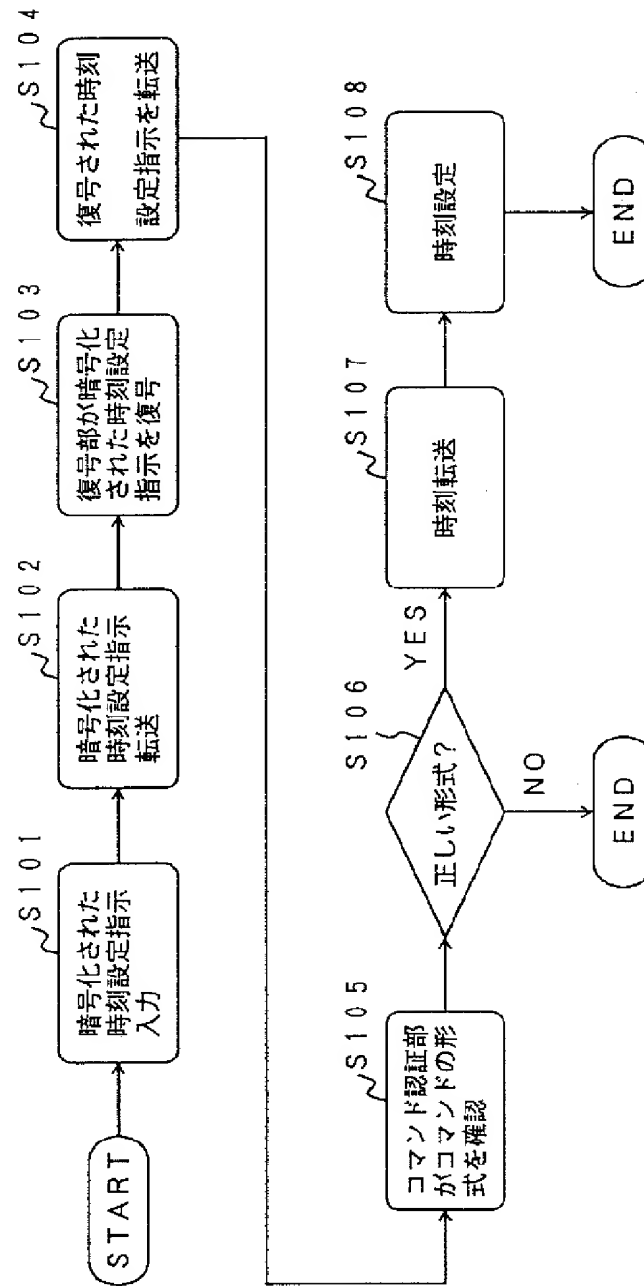 START
S101
暗号化された
時刻設定指示
入力
S102
暗号化された
時刻設定指示
転送
S103
復号部が暗号化
された時刻設定
指示を復号
S104
復号された時刻
設定指示を転送
S105
コマンド認証部
がコマンドの形
式を確認
S106
正しい形式?
YES
NO
END
S107
時刻転送
S108
時刻設定
END